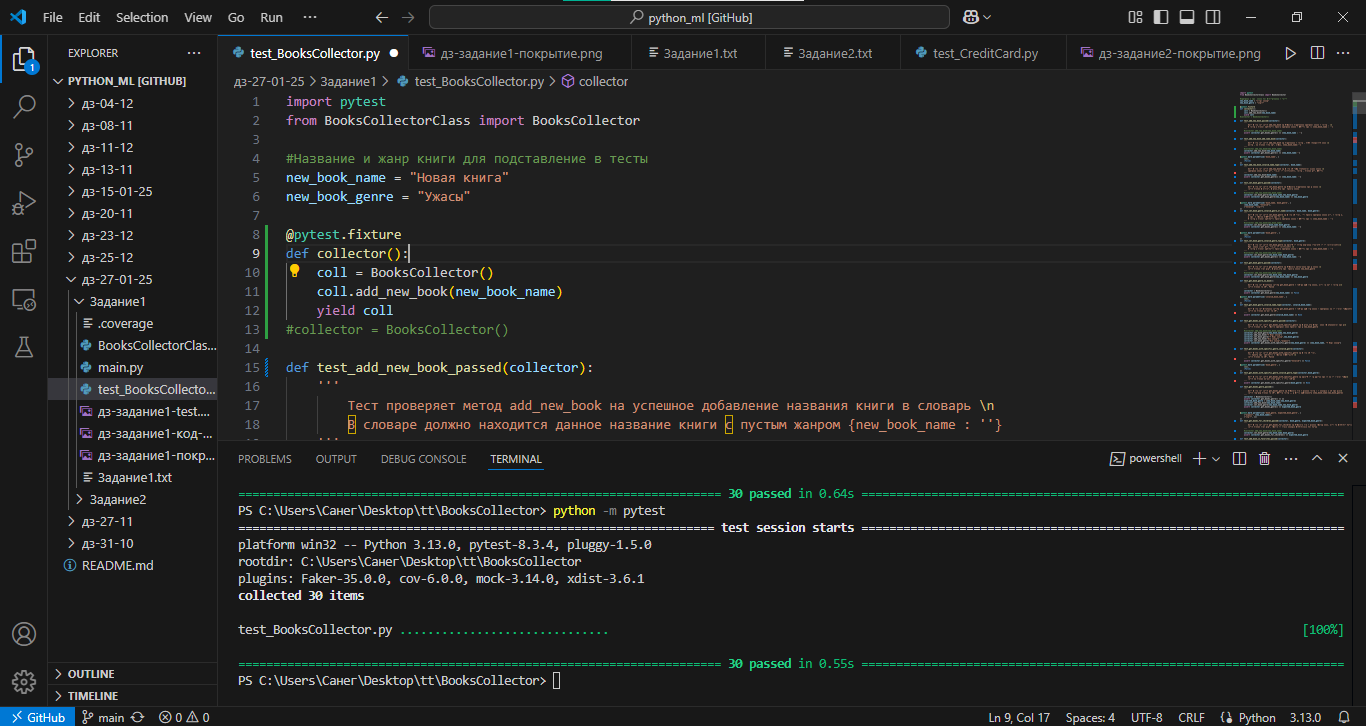 File Edit Selection View Go Run ··· python_ml [GitHub]
EXPLORER ···
PYTHON_ML [GITHUB]
дз-04-12
дз-08-11
дз-11-12
дз-13-11
дз-15-01-25
дз-20-11
дз-23-12
дз-25-12
дз-27-01-25
Задание1
.coverage
BooksCollectorClas...
main.py
test_BooksCollecto...
дз-задание1-test....
дз-задание1-код-...
дз-задание1-покр...
Задание1.txt
Задание2
дз-27-11
дз-31-10
README.md
OUTLINE
TIMELINE
test_BooksCollector.py дз-задание1-покрытие.png Задание1.txt Задание2.txt test_CreditCard.py дз-задание2-покрытие.png
дз-27-01-25 > Задание1 > test_BooksCollector.py > collector
1 import pytest
2 from BooksCollectorClass import BooksCollector
3
4 #Название и жанр книги для подставление в тесты
5 new_book_name = "Новая книга"
6 new_book_genre = "Ужасы"
7
8 @pytest.fixture
9 def collector():
10 coll = BooksCollector()
11 coll.add_new_book(new_book_name)
12 yield coll
13 #collector = BooksCollector()
14
15 def test_add_new_book_passed(collector):
16 '''
17 Тест проверяет метод add_new_book на успешное добавление названия книги в словарь \n
18 В словаре должно находится данное название книги с пустым жанром {new_book_name : ''}
PROBLEMS OUTPUT DEBUG CONSOLE TERMINAL powershell
30 passed in 0.64s
PS C:\Users\Санег\Desktop\tt\BooksCollector> python -m pytest
test session starts
platform win32 -- Python 3.13.0, pytest-8.3.4, pluggy-1.5.0
rootdir: C:\Users\Санег\Desktop\tt\BooksCollector
plugins: Faker-35.0.0, cov-6.0.0, mock-3.14.0, xdist-3.6.1
collected 30 items
test_BooksCollector.py .............................. [100%]
30 passed in 0.55s
PS C:\Users\Санег\Desktop\tt\BooksCollector>
GitHub main 0 0 Ln 9, Col 17 Spaces: 4 UTF-8 CRLF Python 3.13.0